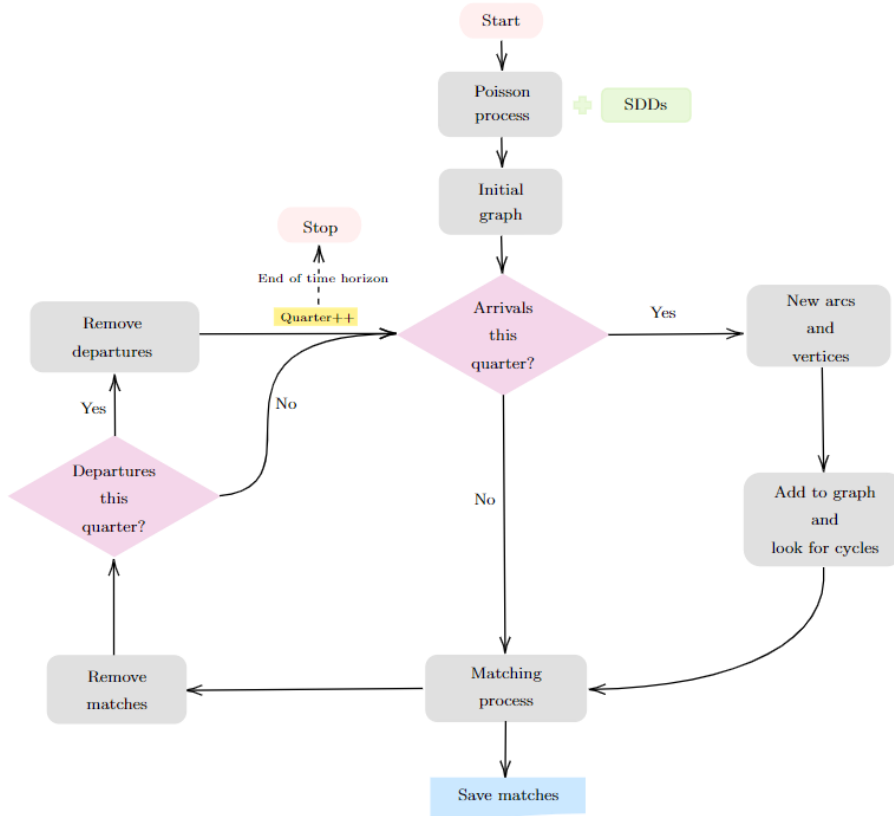 Start
Poisson
process
SDDs
Initial
graph
Stop
End of time horizon
Quarter++
Remove
departures
Arrivals
this
quarter?
Yes
New arcs
and
vertices
Yes
No
Departures
this
quarter?
No
Add to graph
and
look for cycles
Remove
matches
Matching
process
Save matches